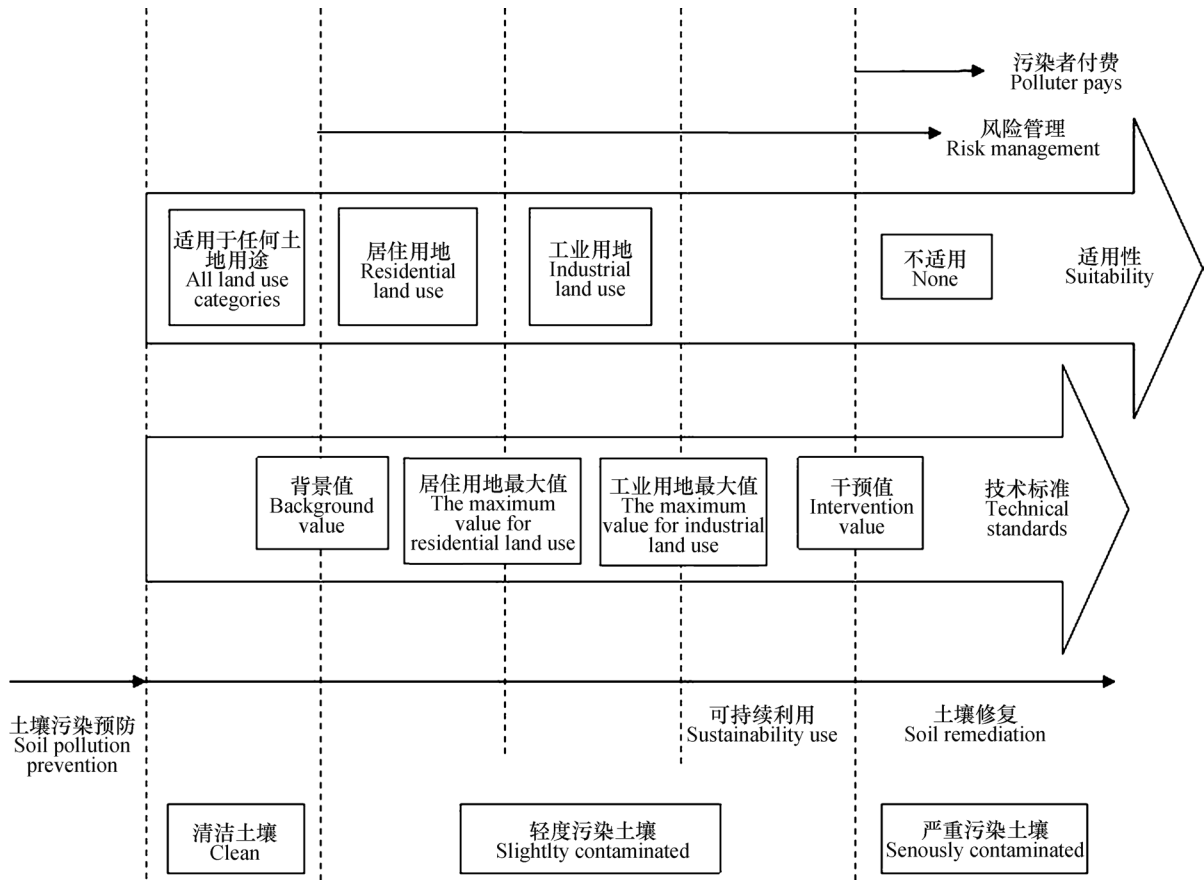 污染者付费
Polluter pays
风险管理
Risk management
适用于任何土
地用途
All land use
categories
居住用地
Residential
land use
工业用地
Industrial
land use
不适用
None
适用性
Suitability
背景值
Background
value
居住用地最大值
The maximum
value for
residential land use
工业用地最大值
The maximum
value for industrial
land use
干预值
Intervention
value
技术标准
Technical
standards
土壤污染预防
Soil pollution
prevention
可持续利用
Sustainability use
土壤修复
Soil remediation
清洁土壤
Clean
轻度污染土壤
Slightlty contaminated
严重污染土壤
Senously contaminated